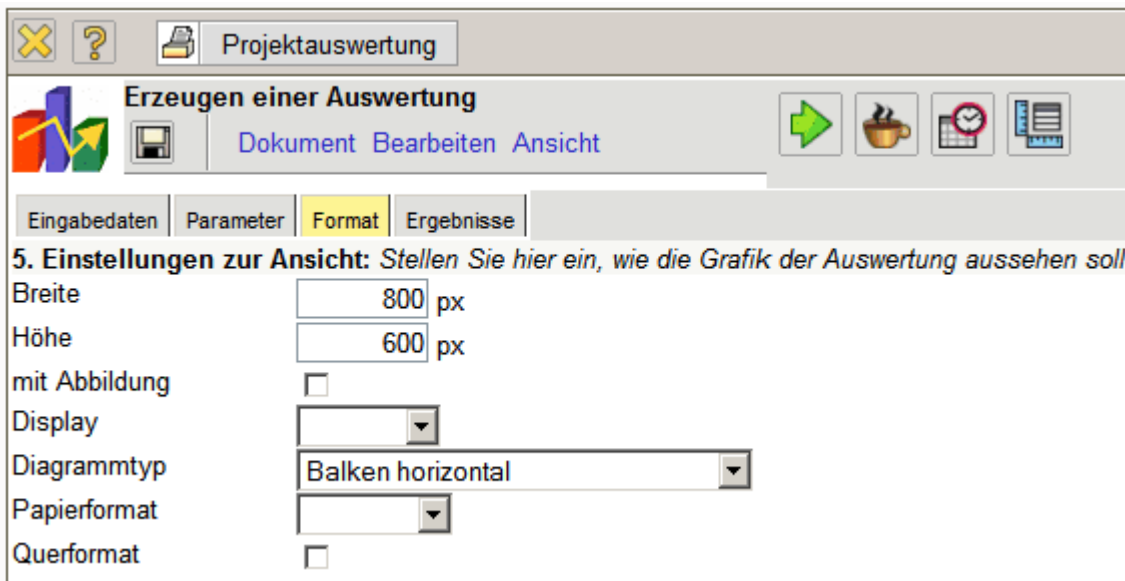 Projektauswertung
Erzeugen einer Auswertung
Dokument Bearbeiten Ansicht
Eingabedaten Parameter Format Ergebnisse
5. Einstellungen zur Ansicht: Stellen Sie hier ein, wie die Grafik der Auswertung aussehen soll
Breite 800 px
Höhe 600 px
mit Abbildung
Display
Diagrammtyp Balken horizontal
Papierformat
Querformat